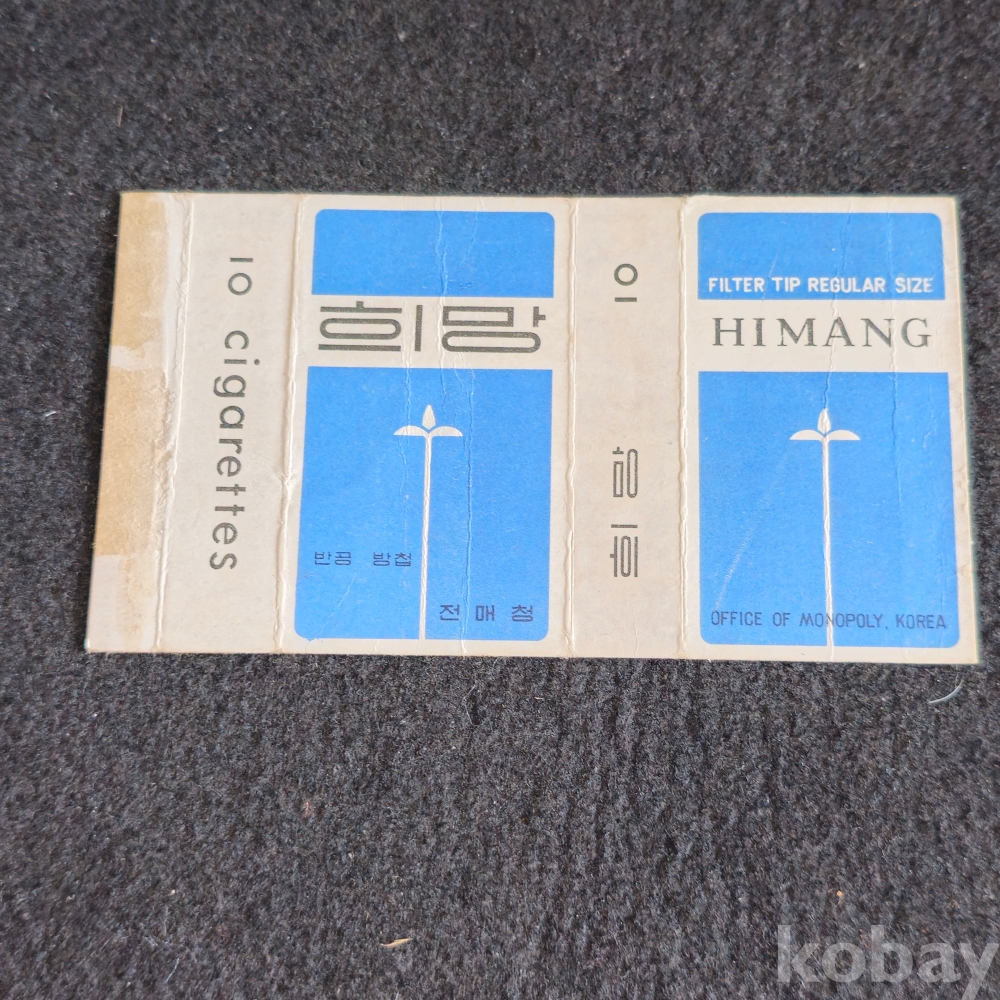 10 cigarettes
희망
반공 방첩
전매청
희망 10
FILTER TIP REGULAR SIZE
HIMANG
OFFICE OF MONOPOLY, KOREA
kobay